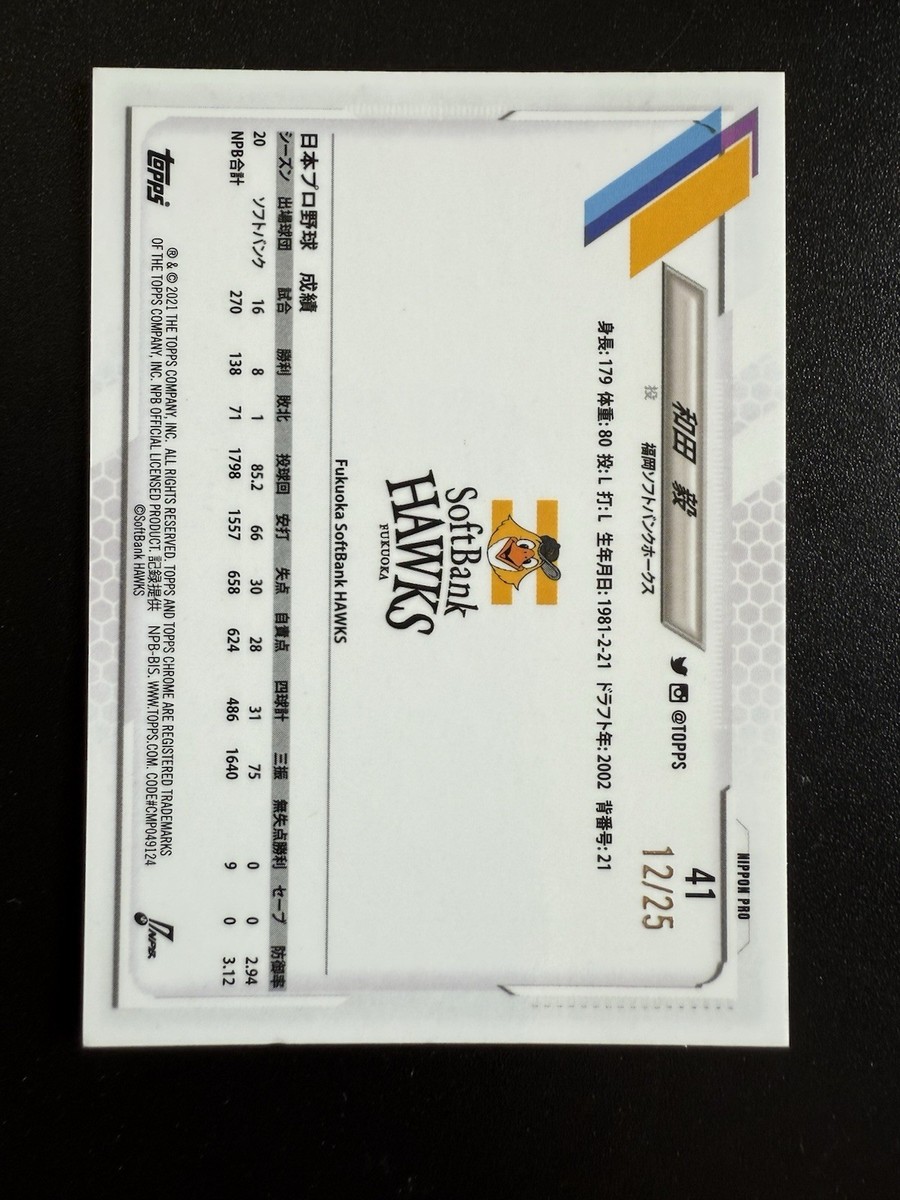 NIPPON PRO
41
12/25
和田 毅
@TOPPS
投
福岡ソフトバンクホークス
身長: 179 体重: 80 投: L 打: L 生年月日: 1981-2-21 ドラフト年: 2002 背番号: 21
SoftBank
HAWKS
FUKUOKA
Fukuoka SoftBank HAWKS
日本プロ野球 成績
シーズン 出場球団 試合 勝利 敗北 投球回 安打 失点 自責点 四球計 三振 無失点勝利 セーブ 防御率
20 ソフトバンク 16 8 1 85.2 66 30 28 31 75 0 0 2.94
NPB合計 270 138 71 1798 1557 658 624 486 1640 9 0 3.12
topps
® & © 2021 THE TOPPS COMPANY, INC. ALL RIGHTS RESERVED. TOPPS AND TOPPS CHROME ARE REGISTERED TRADEMARKS
OF THE TOPPS COMPANY, INC. NPB OFFICIAL LICENSED PRODUCT. 記録提供 NPB-BIS. WWW.TOPPS.COM. CODE#CMP049124
©SoftBank HAWKS
NPB